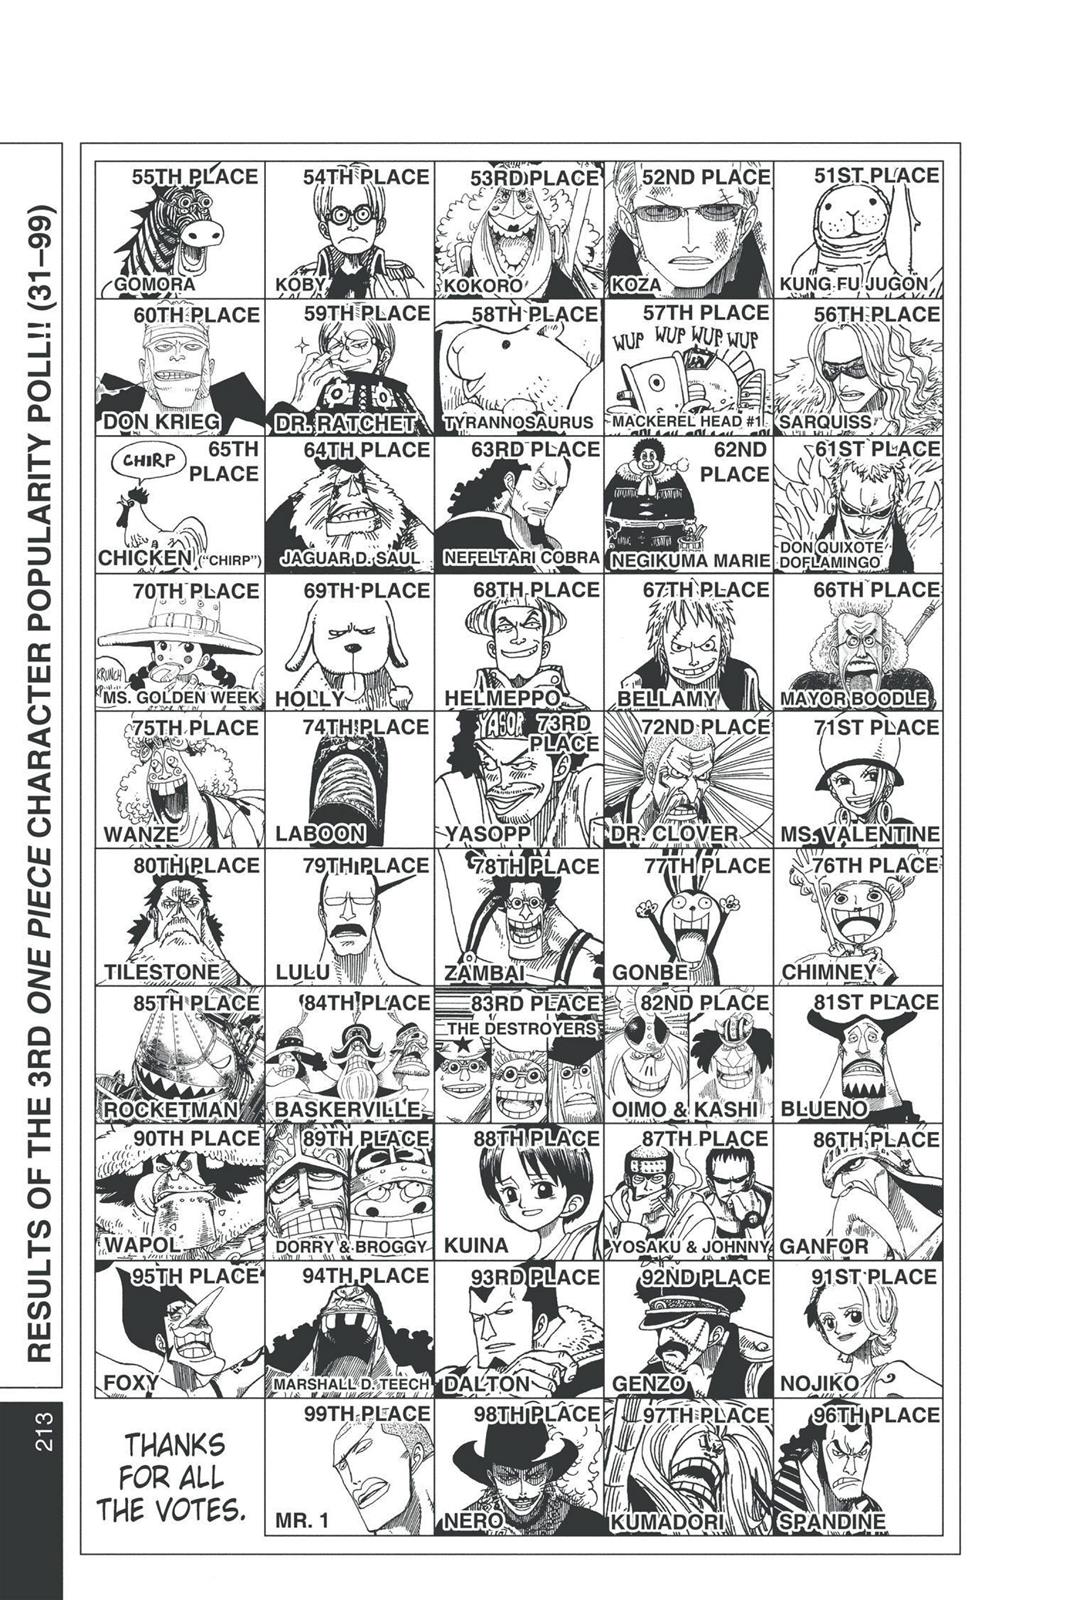 RESULTS OF THE 3RD ONE PIECE CHARACTER POPULARITY POLL!! (31–99)
51ST PLACE
KUNG FU JUGON
52ND PLACE
KOZA
53RD PLACE
KOKORO
54TH PLACE
KOBY
55TH PLACE
GOMORA
56TH PLACE
SARQUISS
57TH PLACE
WUP WUP WUP WUP
MACKEREL HEAD #1
58TH PLACE
TYRANNOSAURUS
59TH PLACE
DR. RATCHET
60TH PLACE
DON KRIEG
61ST PLACE
DON QUIXOTE
DOFLAMINGO
62ND
PLACE
NEGIKUMA MARIE
63RD PLACE
NEFELTARI COBRA
64TH PLACE
JAGUAR D. SAUL
65TH
PLACE
CHIRP
CHICKEN ("CHIRP")
66TH PLACE
MAYOR BOODLE
67TH PLACE
BELLAMY
68TH PLACE
HELMEPPO
69TH PLACE
HOLLY
70TH PLACE
KRUNCH
MS. GOLDEN WEEK
71ST PLACE
MS. VALENTINE
72ND PLACE
DR. CLOVER
73RD
PLACE
YASOPP
74TH PLACE
LABOON
75TH PLACE
WANZE
76TH PLACE
CHIMNEY
77TH PLACE
GONBE
78TH PLACE
ZAMBAI
79TH PLACE
LULU
80TH PLACE
TILESTONE
81ST PLACE
BLUENO
82ND PLACE
OIMO & KASHI
83RD PLACE
THE DESTROYERS
84TH PLACE
BASKERVILLE
85TH PLACE
ROCKETMAN
86TH PLACE
GANFOR
87TH PLACE
YOSAKU & JOHNNY
88TH PLACE
KUINA
89TH PLACE
DORRY & BROGGY
90TH PLACE
WAPOL
91ST PLACE
NOJIKO
92ND PLACE
GENZO
93RD PLACE
DALTON
94TH PLACE
MARSHALL D. TEECH
95TH PLACE
FOXY
96TH PLACE
SPANDINE
97TH PLACE
KUMADORI
98TH PLACE
NERO
99TH PLACE
MR. 1
THANKS
FOR ALL
THE VOTES.
213